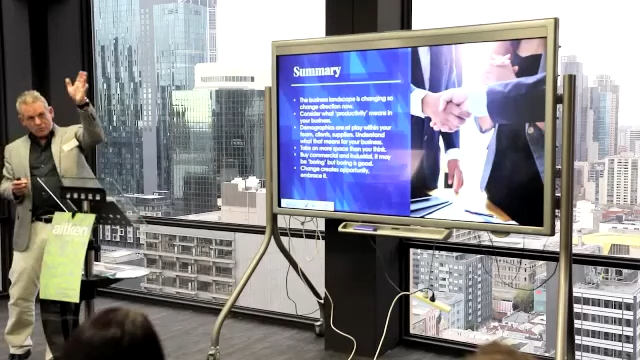 Summary
• The business landscape is changing so
change direction now.
• Consider what 'productivity' means in
your business.
• Demographics are at play within your
team, clients, suppliers. Understand
what this means for your business.
• Take on more space than you think.
• Buy commercial and industrial, it may
be 'boring' but boring is good.
• Change creates opportunity,
embrace it.
aitken